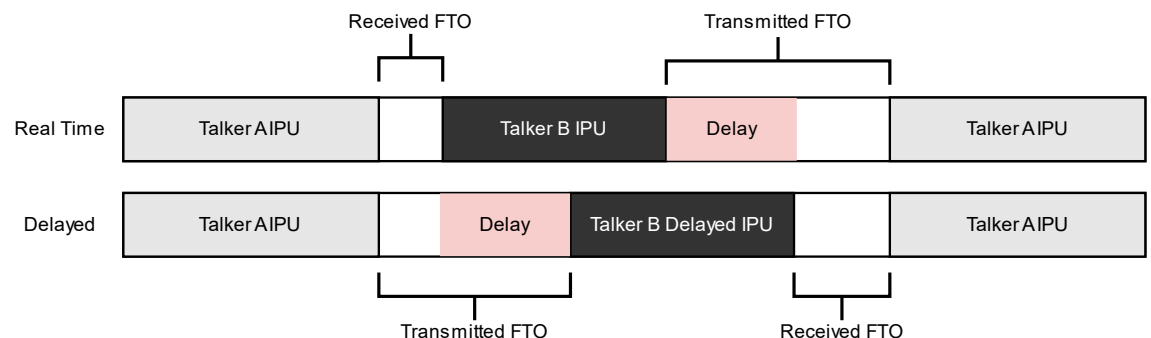 Received FTO
Transmitted FTO
Real Time
Talker A IPU
Talker B IPU
Delay
Talker A IPU
Delayed
Talker A IPU
Delay
Talker B Delayed IPU
Talker A IPU
Transmitted FTO
Received FTO